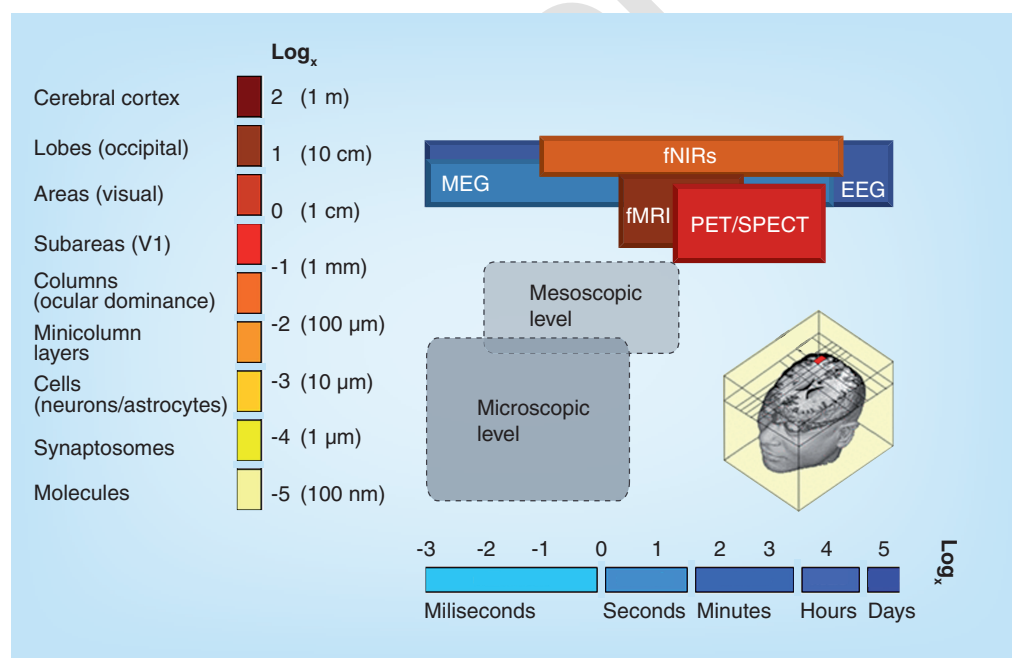 Log_x
Cerebral cortex
2 (1 m)
Lobes (occipital)
1 (10 cm)
Areas (visual)
0 (1 cm)
Subareas (V1)
-1 (1 mm)
Columns
(ocular dominance)
-2 (100 µm)
Minicolumn
layers
-3 (10 µm)
Cells
(neurons/astrocytes)
-4 (1 µm)
Synaptosomes
Molecules
-5 (100 nm)
fNIRs
MEG
EEG
fMRI
PET/SPECT
Mesoscopic
level
Microscopic
level
-3 -2 -1 0 1 2 3 4 5
Log_x
Miliseconds Seconds Minutes Hours Days